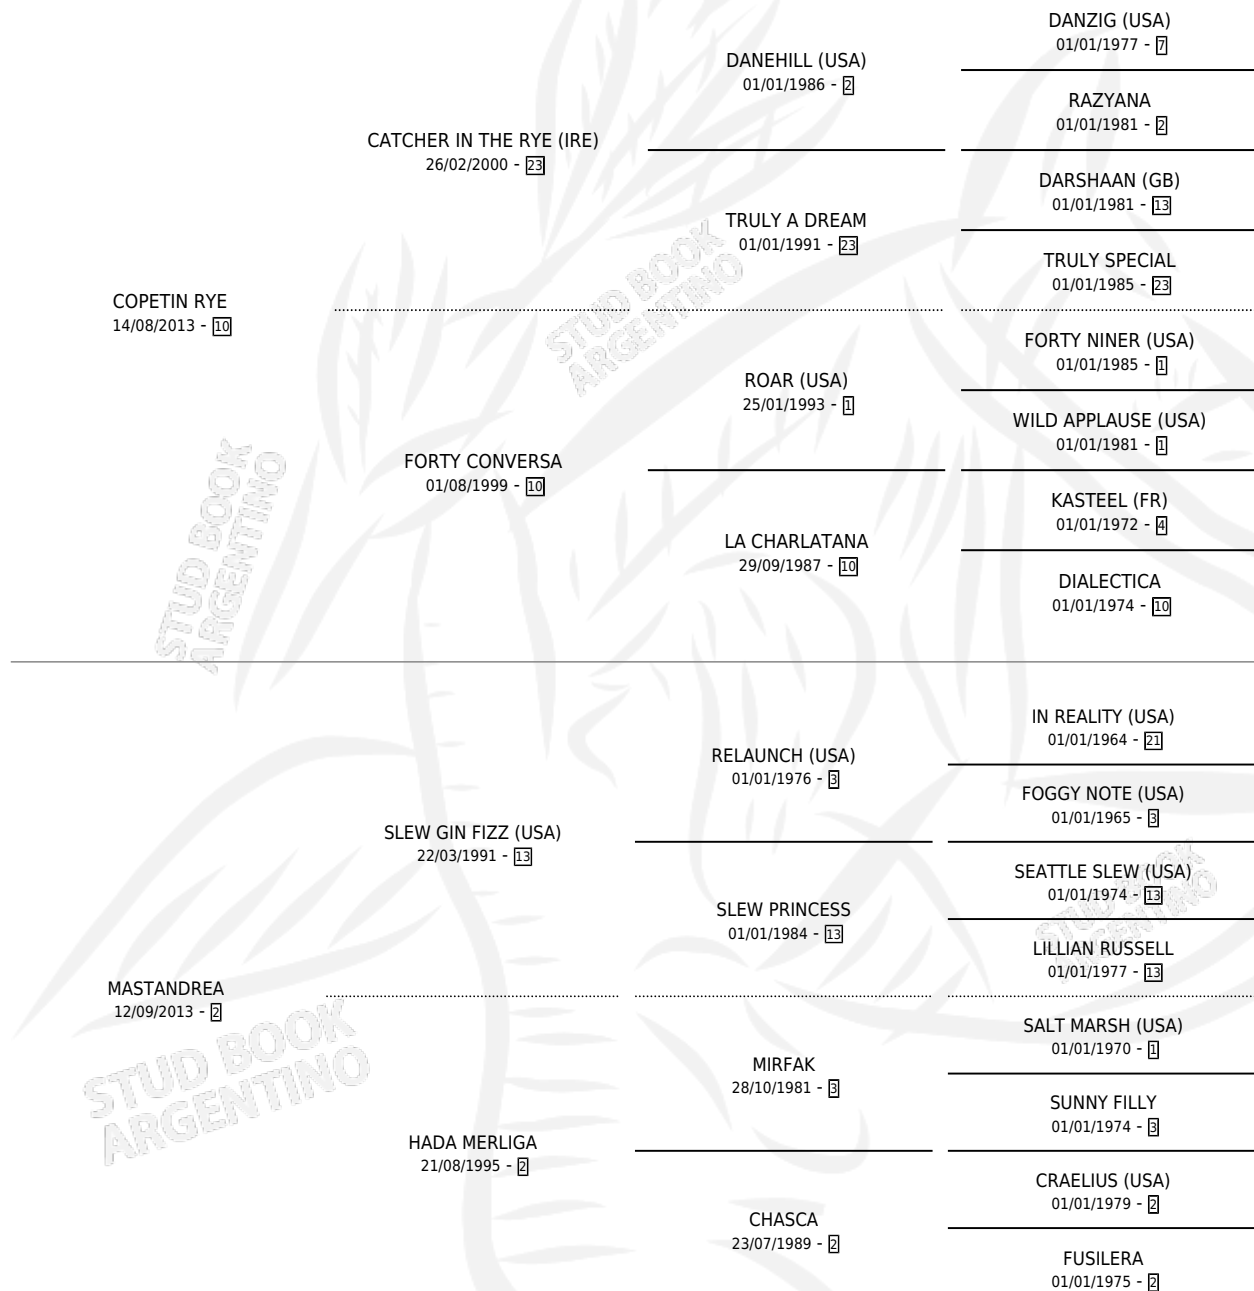 DANZIG (USA)
01/01/1977 - 7
DANEHILL (USA)
01/01/1986 - 2
RAZYANA
01/01/1981 - 2
CATCHER IN THE RYE (IRE)
26/02/2000 - 23
DARSHAAN (GB)
01/01/1981 - 13
TRULY A DREAM
01/01/1991 - 23
TRULY SPECIAL
01/01/1985 - 23
COPETIN RYE
14/08/2013 - 10
FORTY NINER (USA)
01/01/1985 - 1
ROAR (USA)
25/01/1993 - 1
WILD APPLAUSE (USA)
01/01/1981 - 1
FORTY CONVERSA
01/08/1999 - 10
KASTEEL (FR)
01/01/1972 - 4
LA CHARLATANA
29/09/1987 - 10
DIALECTICA
01/01/1974 - 10
IN REALITY (USA)
01/01/1964 - 21
RELAUNCH (USA)
01/01/1976 - 3
FOGGY NOTE (USA)
01/01/1965 - 3
SLEW GIN FIZZ (USA)
22/03/1991 - 13
SEATTLE SLEW (USA)
01/01/1974 - 13
SLEW PRINCESS
01/01/1984 - 13
LILLIAN RUSSELL
01/01/1977 - 13
MASTANDREA
12/09/2013 - 2
SALT MARSH (USA)
01/01/1970 - 1
MIRFAK
28/10/1981 - 3
SUNNY FILLY
01/01/1974 - 3
HADA MERLIGA
21/08/1995 - 2
CRAELIUS (USA)
01/01/1979 - 2
CHASCA
23/07/1989 - 2
FUSILERA
01/01/1975 - 2
STUD BOOK
ARGENTINO
STUD BOOK
ARGENTINO
STUD BOOK
ARGENTINO
STUD BOOK
ARGENTINO